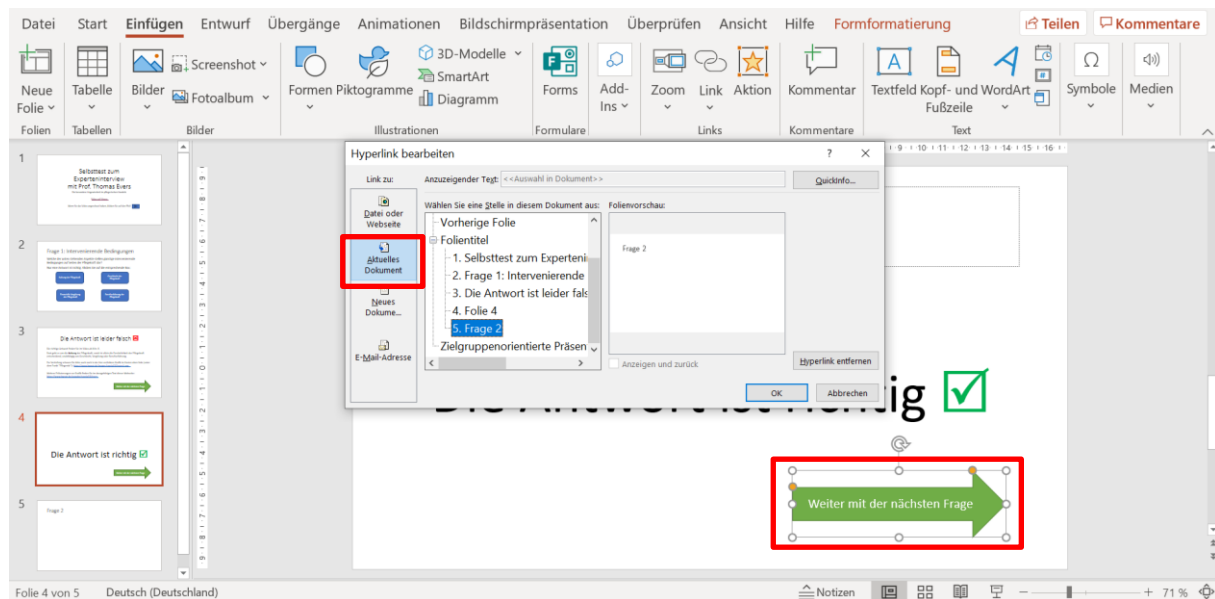 Datei Start Einfügen Entwurf Übergänge Animationen Bildschirmpräsentation Überprüfen Ansicht Hilfe Formformatierung Teilen Kommentare
Neue Folie
Tabelle
Bilder
Screenshot
Fotoalbum
Formen
Piktogramme
3D-Modelle
SmartArt
Diagramm
Forms
Add-Ins
Zoom
Link
Aktion
Kommentar
Textfeld
Kopf- und Fußzeile
WordArt
Symbole
Medien
Folien Tabellen Bilder Illustrationen Formulare Links Kommentare Text
Hyperlink bearbeiten ? ×
Link zu:
Anzuzeigender Text: <<Auswahl in Dokument>>
QuickInfo...
Datei oder Webseite
Aktuelles Dokument
Neues Dokume...
E-Mail-Adresse
Wählen Sie eine Stelle in diesem Dokument aus:
Vorherige Folie
Folientitel
1. Selbsttest zum Experteni
2. Frage 1: Intervenierende
3. Die Antwort ist leider fals
4. Folie 4
5. Frage 2
Zielgruppenorientierte Präsen
Folienvorschau:
Frage 2
Anzeigen und zurück
Hyperlink entfernen
OK Abbrechen
1
Selbsttest zum
Experteninterview
mit Prof. Thomas Evers
2
Frage 1: Intervenierende Bedingungen
3
Die Antwort ist leider falsch
4
Die Antwort ist richtig
5
Frage 2
Die Antwort ist richtig
Weiter mit der nächsten Frage
Folie 4 von 5 Deutsch (Deutschland) Notizen 71 %